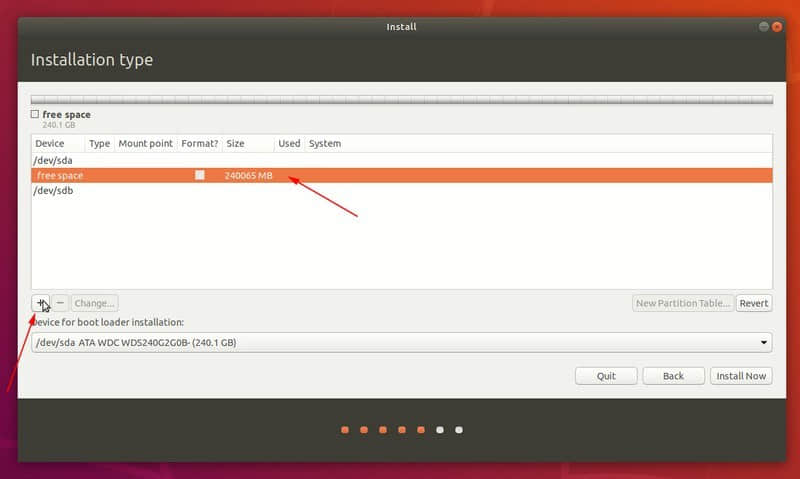 Install
Installation type
free space
240.1 GB
Device Type Mount point Format? Size Used System
/dev/sda
free space 240065 MB
/dev/sdb
+ − Change... New Partition Table... Revert
Device for boot loader installation:
/dev/sda ATA WDC WDS240G2G0B- (240.1 GB)
Quit Back Install Now